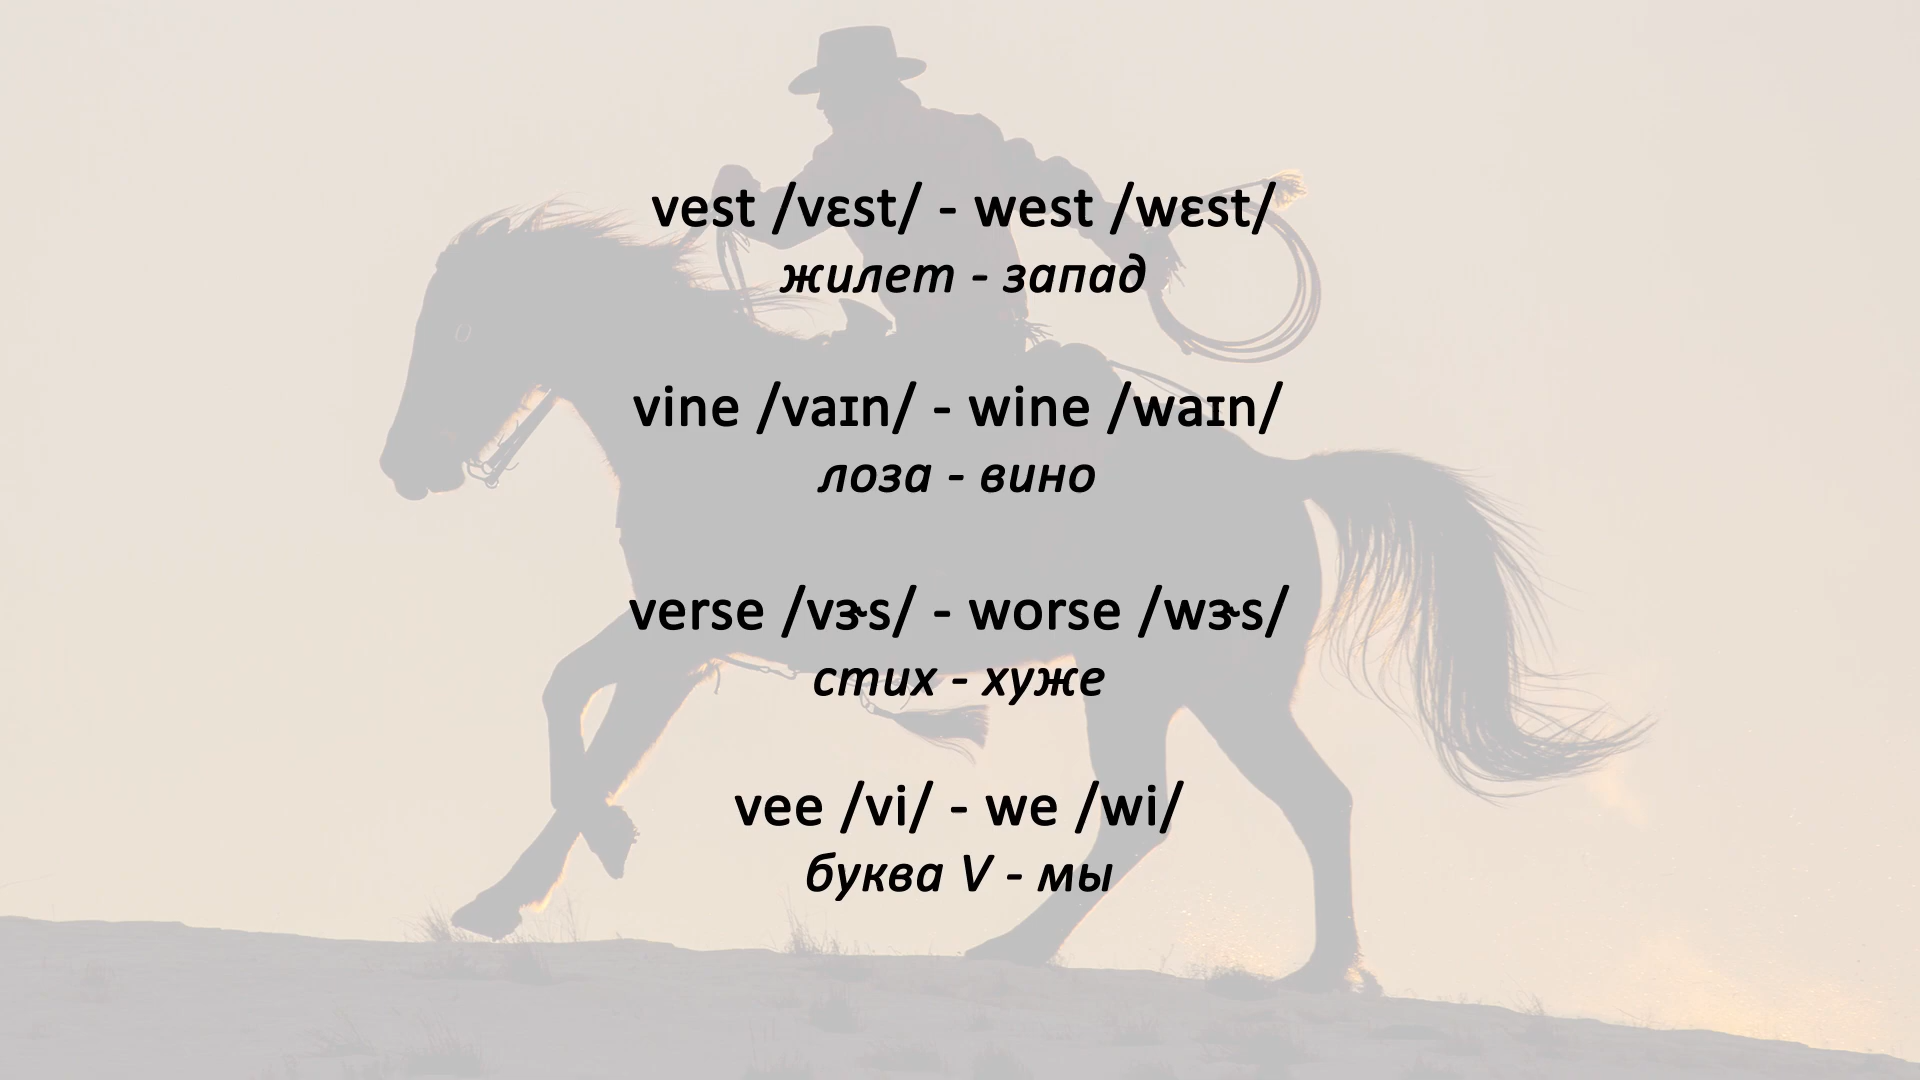 vest /vɛst/ - west /wɛst/
жилет - запад
vine /vaɪn/ - wine /waɪn/
лоза - вино
verse /vɝs/ - worse /wɝs/
стих - хуже
vee /vi/ - we /wi/
буква V - мы